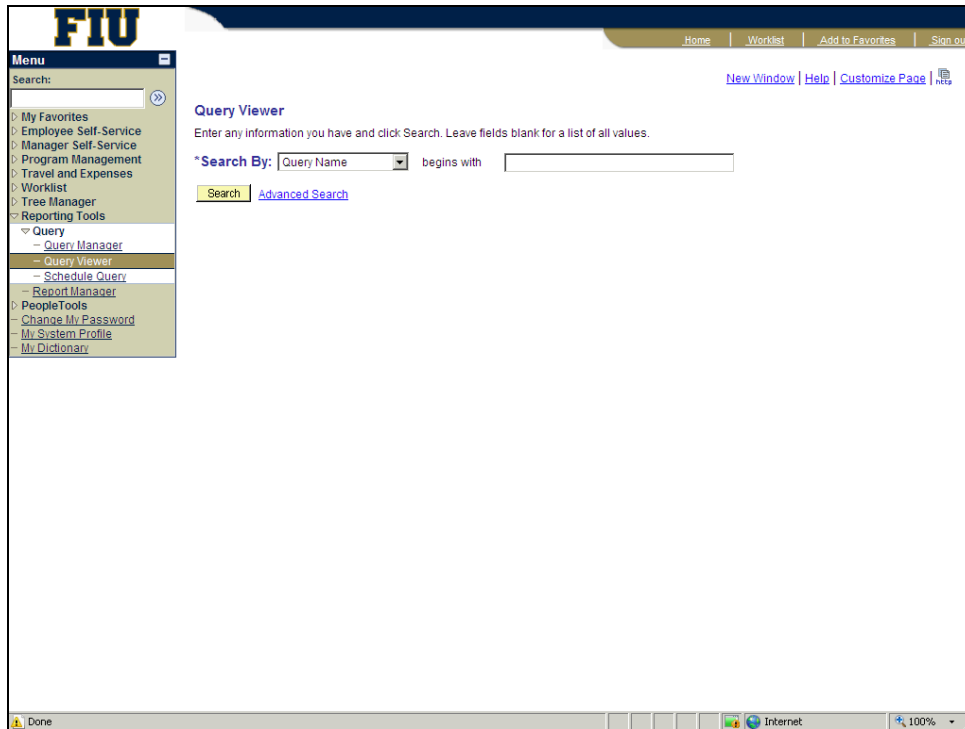 FIU
Home | Worklist | Add to Favorites | Sign ou
Menu
New Window | Help | Customize Page | http
Search:
My Favorites
Employee Self-Service
Manager Self-Service
Program Management
Travel and Expenses
Worklist
Tree Manager
Reporting Tools
Query
Query Manager
Query Viewer
Schedule Query
Report Manager
PeopleTools
Change My Password
My System Profile
My Dictionary
Query Viewer
Enter any information you have and click Search. Leave fields blank for a list of all values.
*Search By: Query Name begins with
Search Advanced Search
Done Internet 100%